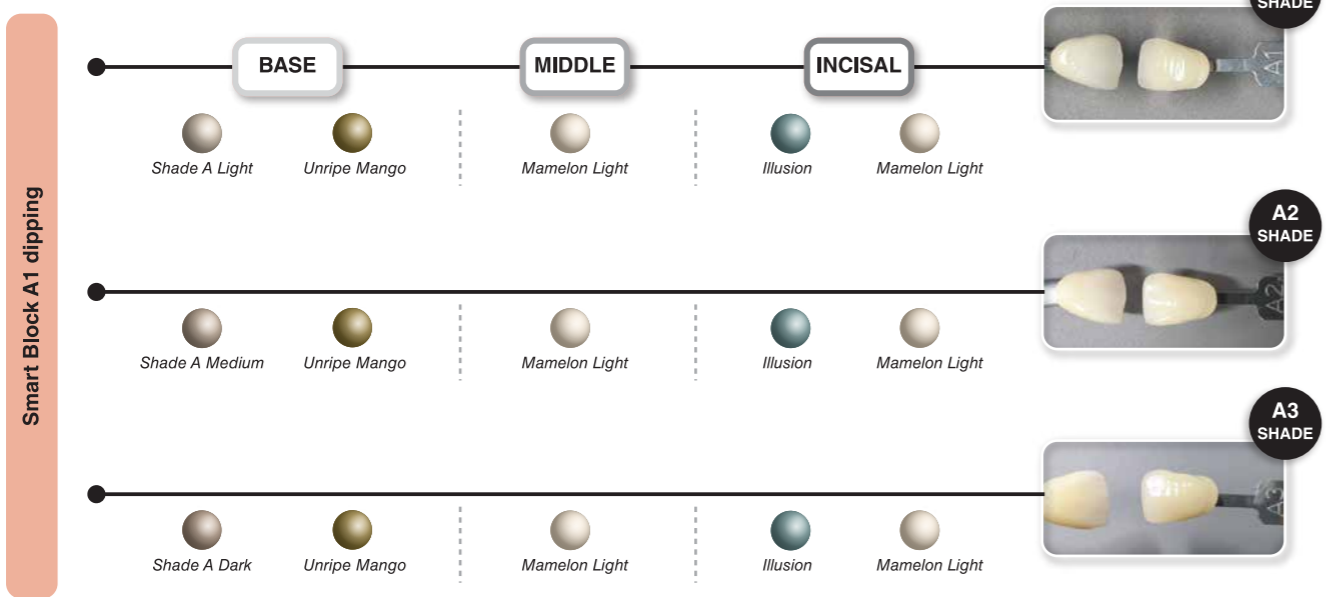 SHADE
BASE
MIDDLE
INCISAL
A1
Shade A Light
Unripe Mango
Mamelon Light
Illusion
Mamelon Light
Smart Block A1 dipping
A2
SHADE
A2
Shade A Medium
Unripe Mango
Mamelon Light
Illusion
Mamelon Light
A3
SHADE
A3
Shade A Dark
Unripe Mango
Mamelon Light
Illusion
Mamelon Light